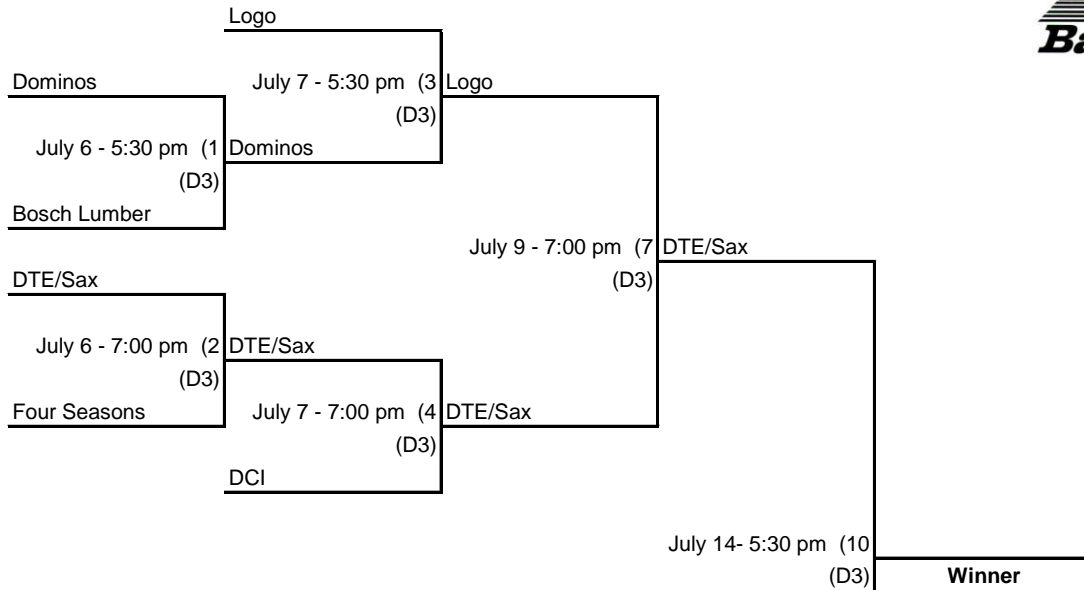 Logo
Ba
Dominos
July 7 - 5:30 pm (3
Logo
(D3)
July 6 - 5:30 pm (1
Dominos
(D3)
Bosch Lumber
July 9 - 7:00 pm (7
DTE/Sax
DTE/Sax
(D3)
July 6 - 7:00 pm (2
DTE/Sax
(D3)
Four Seasons
July 7 - 7:00 pm (4
DTE/Sax
(D3)
DCI
July 14- 5:30 pm (10
(D3)
Winner